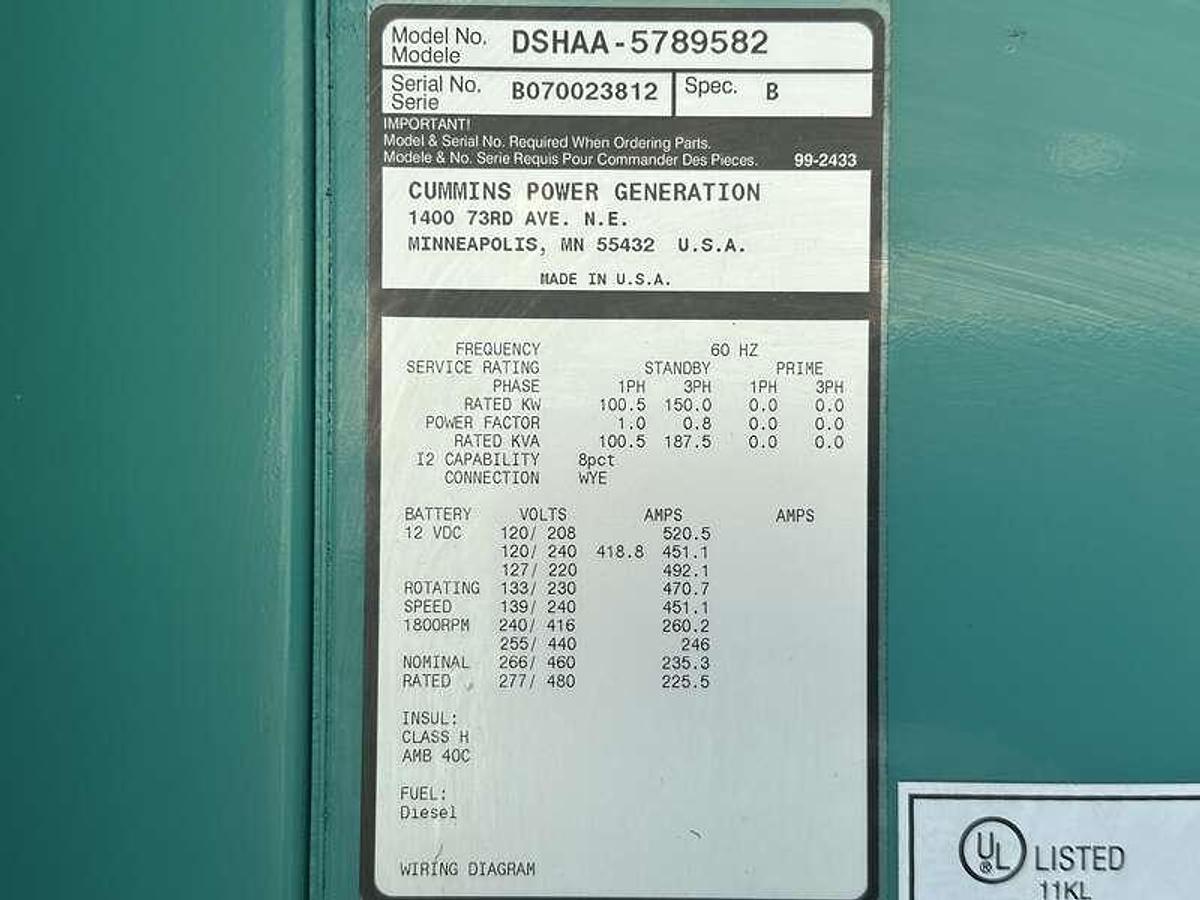 Model No. DSHAA-5789582
Modele
Serial No. B070023812 Spec. B
Serie
IMPORTANT!
Model & Serial No. Required When Ordering Parts.
Modele & No. Serie Requis Pour Commander Des Pieces. 99-2433
CUMMINS POWER GENERATION
1400 73RD AVE. N.E.
MINNEAPOLIS, MN 55432 U.S.A.
MADE IN U.S.A.
FREQUENCY 60 HZ
SERVICE RATING STANDBY PRIME
PHASE 1PH 3PH 1PH 3PH
RATED KW 100.5 150.0 0.0 0.0
POWER FACTOR 1.0 0.8 0.0 0.0
RATED KVA 100.5 187.5 0.0 0.0
I2 CAPABILITY 8pct
CONNECTION WYE
BATTERY VOLTS AMPS AMPS
12 VDC 120/ 208 520.5
120/ 240 418.8 451.1
127/ 220 492.1
ROTATING 133/ 230 470.7
SPEED 139/ 240 451.1
1800RPM 240/ 416 260.2
255/ 440 246
NOMINAL 266/ 460 235.3
RATED 277/ 480 225.5
INSUL:
CLASS H
AMB 40C
FUEL:
Diesel
WIRING DIAGRAM
UL ® LISTED
11KL